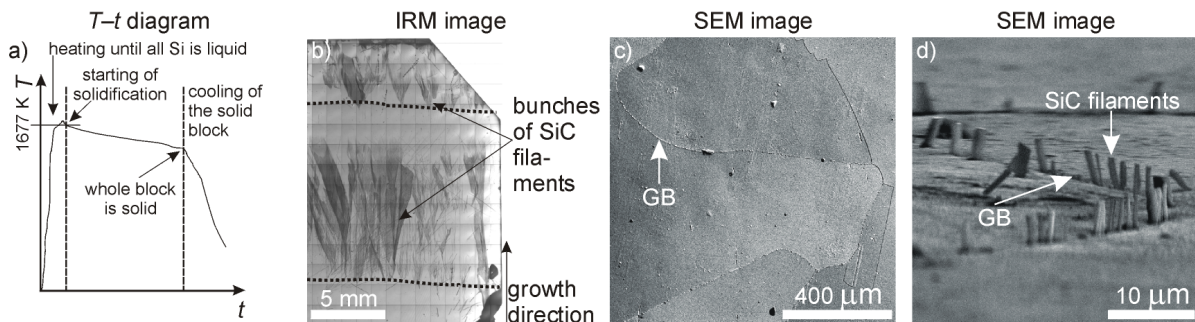 T–t diagram
a)
heating until all Si is liquid
starting of
solidification
cooling of
the solid
block
1677 K
T
whole block
is solid
t
IRM image
b)
bunches
of SiC
fila-
ments
growth
direction
5 mm
SEM image
c)
GB
400 µm
SEM image
d)
SiC filaments
GB
10 µm